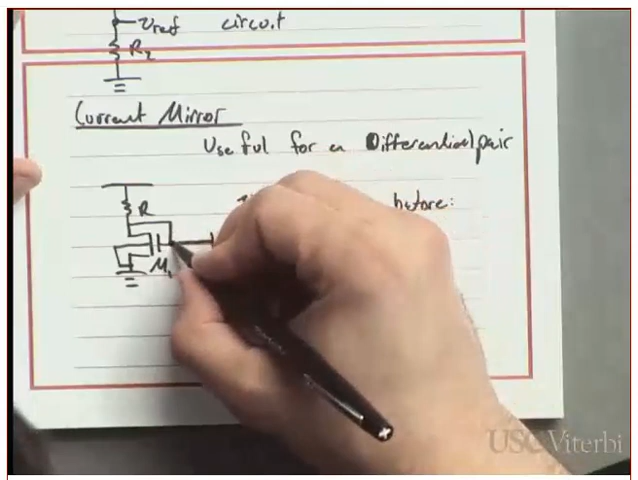 Vref circuit
R2
Current Mirror
Useful for a Differential pair
before:
R
M1
USC Viterbi